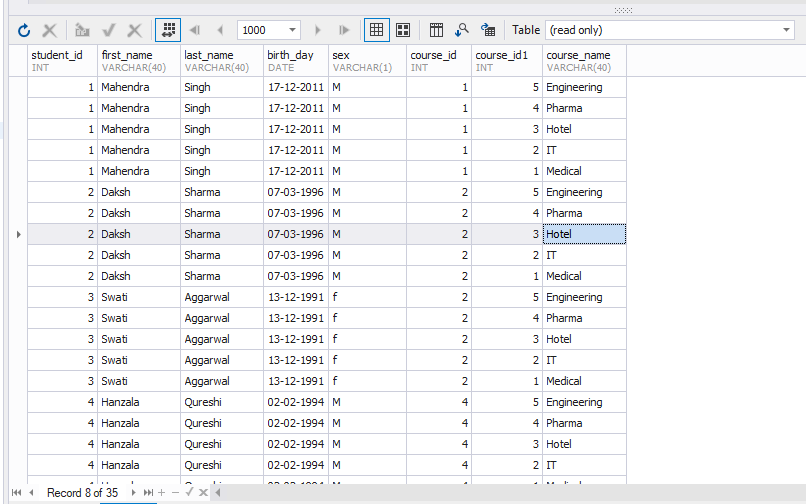 1000 Table (read only)
student_id first_name last_name birth_day sex course_id course_id1 course_name
INT VARCHAR(40) VARCHAR(40) DATE VARCHAR(1) INT INT VARCHAR(40)
1 Mahendra Singh 17-12-2011 M 1 5 Engineering
1 Mahendra Singh 17-12-2011 M 1 4 Pharma
1 Mahendra Singh 17-12-2011 M 1 3 Hotel
1 Mahendra Singh 17-12-2011 M 1 2 IT
1 Mahendra Singh 17-12-2011 M 1 1 Medical
2 Daksh Sharma 07-03-1996 M 2 5 Engineering
2 Daksh Sharma 07-03-1996 M 2 4 Pharma
2 Daksh Sharma 07-03-1996 M 2 3 Hotel
2 Daksh Sharma 07-03-1996 M 2 2 IT
2 Daksh Sharma 07-03-1996 M 2 1 Medical
3 Swati Aggarwal 13-12-1991 f 2 5 Engineering
3 Swati Aggarwal 13-12-1991 f 2 4 Pharma
3 Swati Aggarwal 13-12-1991 f 2 3 Hotel
3 Swati Aggarwal 13-12-1991 f 2 2 IT
3 Swati Aggarwal 13-12-1991 f 2 1 Medical
4 Hanzala Qureshi 02-02-1994 M 4 5 Engineering
4 Hanzala Qureshi 02-02-1994 M 4 4 Pharma
4 Hanzala Qureshi 02-02-1994 M 4 3 Hotel
4 Hanzala Qureshi 02-02-1994 M 4 2 IT
4 Hanzala Qureshi 02-02-1994 M 4 1 Medical
Record 8 of 35